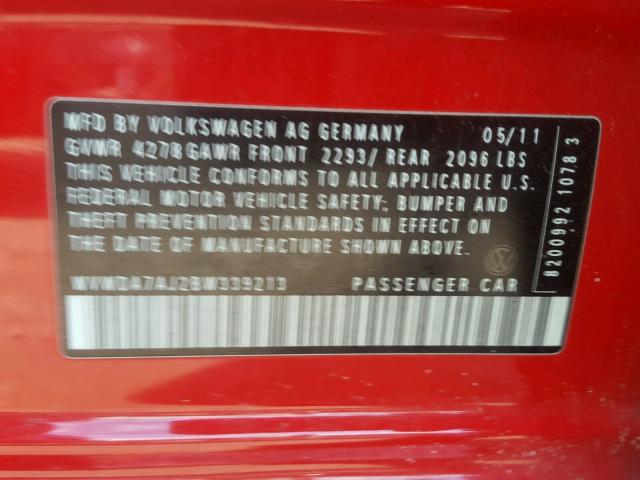 MFD BY VOLKSWAGEN AG GERMANY 05/11
GVWR 4278 GAWR FRONT 2293/ REAR 2096 LBS
THIS VEHICLE CONFORMS TO ALL APPLICABLE U.S.
FEDERAL MOTOR VEHICLE SAFETY, BUMPER AND
THEFT PREVENTION STANDARDS IN EFFECT ON
THE DATE OF MANUFACTURE SHOWN ABOVE.
WVWDA7AJ2BW339213 PASSENGER CAR
8200992 1078 3